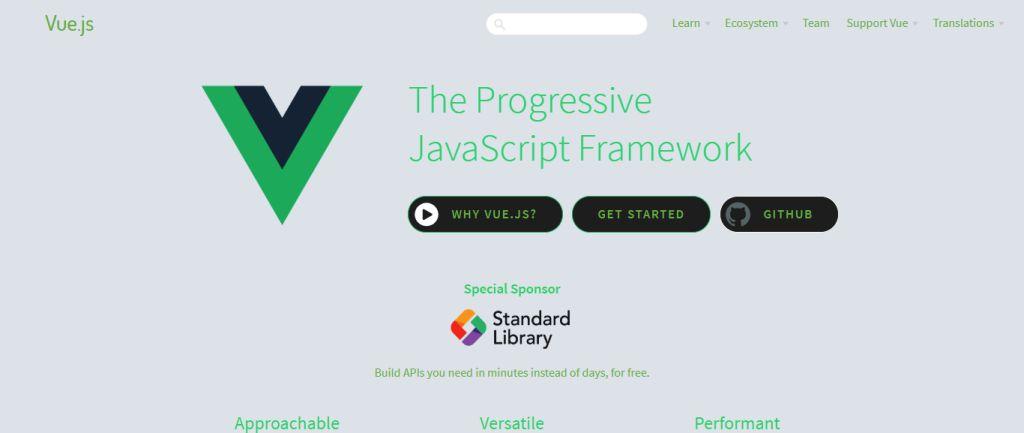 Vue.js
Learn Ecosystem Team Support Vue Translations
The Progressive
JavaScript Framework
WHY VUE.JS? GET STARTED GITHUB
Special Sponsor
Standard
Library
Build APIs you need in minutes instead of days, for free.
Approachable Versatile Performant